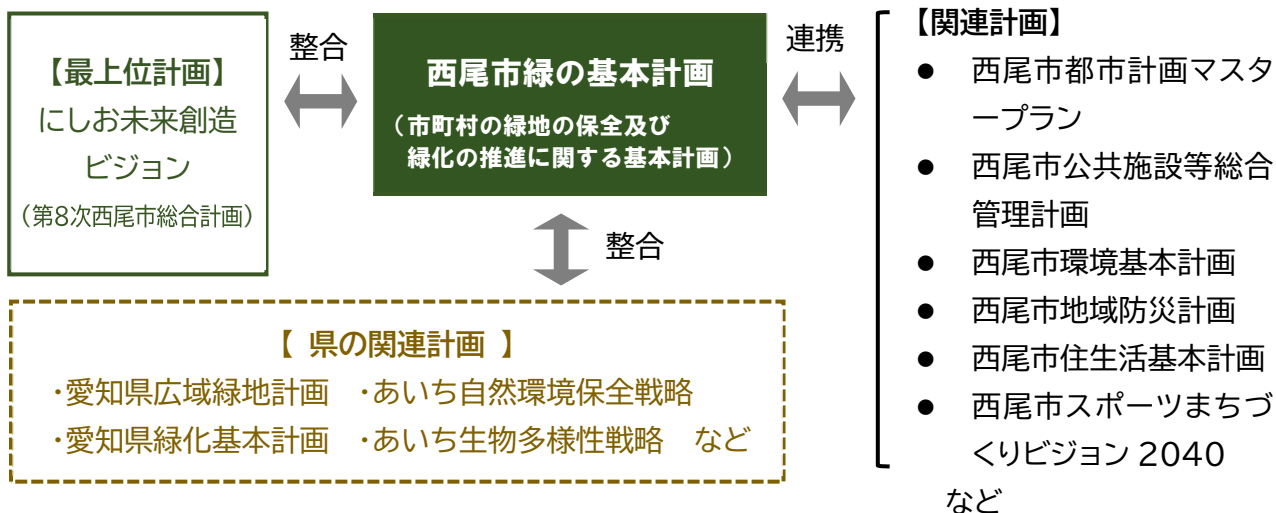 【最上位計画】
にしお未来創造
ビジョン
（第8次西尾市総合計画）
整合
西尾市緑の基本計画
（市町村の緑地の保全及び
緑化の推進に関する基本計画）
連携
整合
【 県の関連計画 】
・愛知県広域緑地計画　・あいち自然環境保全戦略
・愛知県緑化基本計画　・あいち生物多様性戦略　など
【関連計画】
● 西尾市都市計画マスタ
ープラン
● 西尾市公共施設等総合
管理計画
● 西尾市環境基本計画
● 西尾市地域防災計画
● 西尾市住生活基本計画
● 西尾市スポーツまちづ
くりビジョン 2040
など